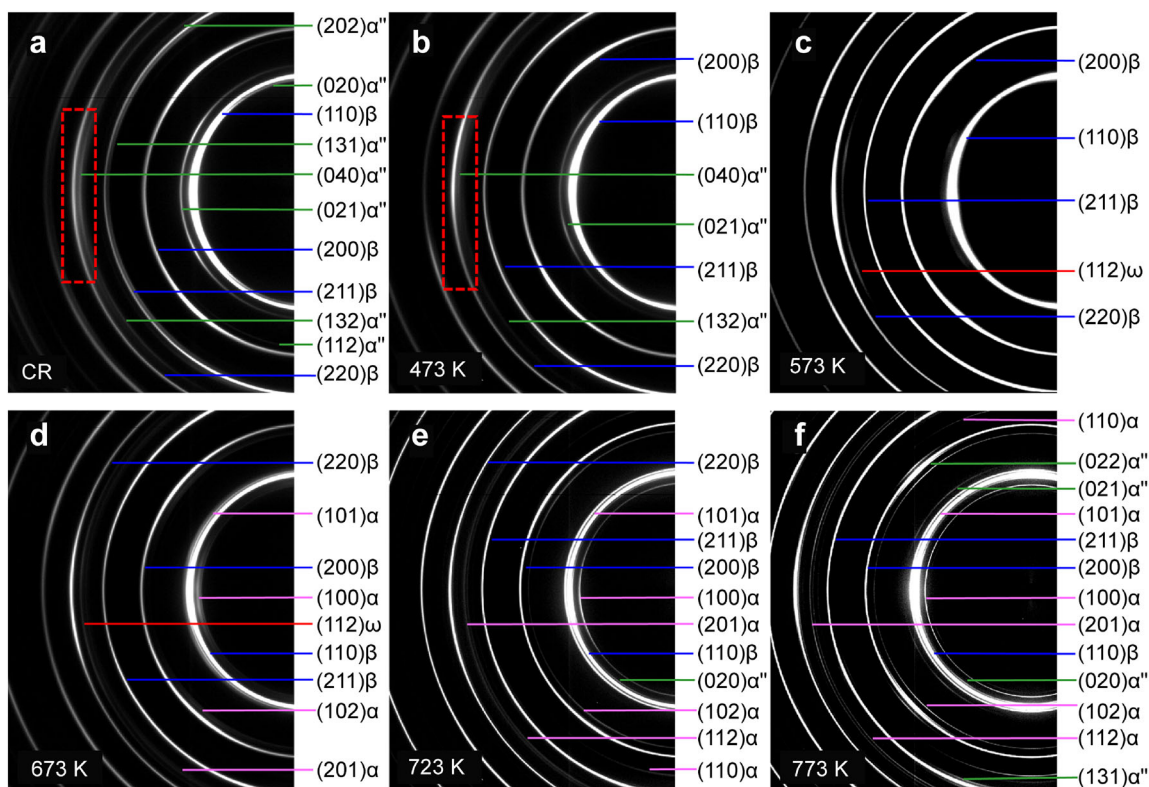 a
(202)α"
(020)α"
(110)β
(131)α"
(040)α"
(021)α"
(200)β
(211)β
(132)α"
(112)α"
(220)β
CR
b
(200)β
(110)β
(040)α"
(021)α"
(211)β
(132)α"
(220)β
473 K
c
(200)β
(110)β
(211)β
(112)ω
(220)β
573 K
d
(220)β
(101)α
(200)β
(100)α
(112)ω
(110)β
(211)β
(102)α
(201)α
673 K
e
(220)β
(101)α
(211)β
(200)β
(100)α
(201)α
(110)β
(020)α"
(102)α
(112)α
(110)α
723 K
f
(110)α
(022)α"
(021)α"
(101)α
(211)β
(200)β
(100)α
(201)α
(110)β
(020)α"
(102)α
(112)α
(131)α"
773 K